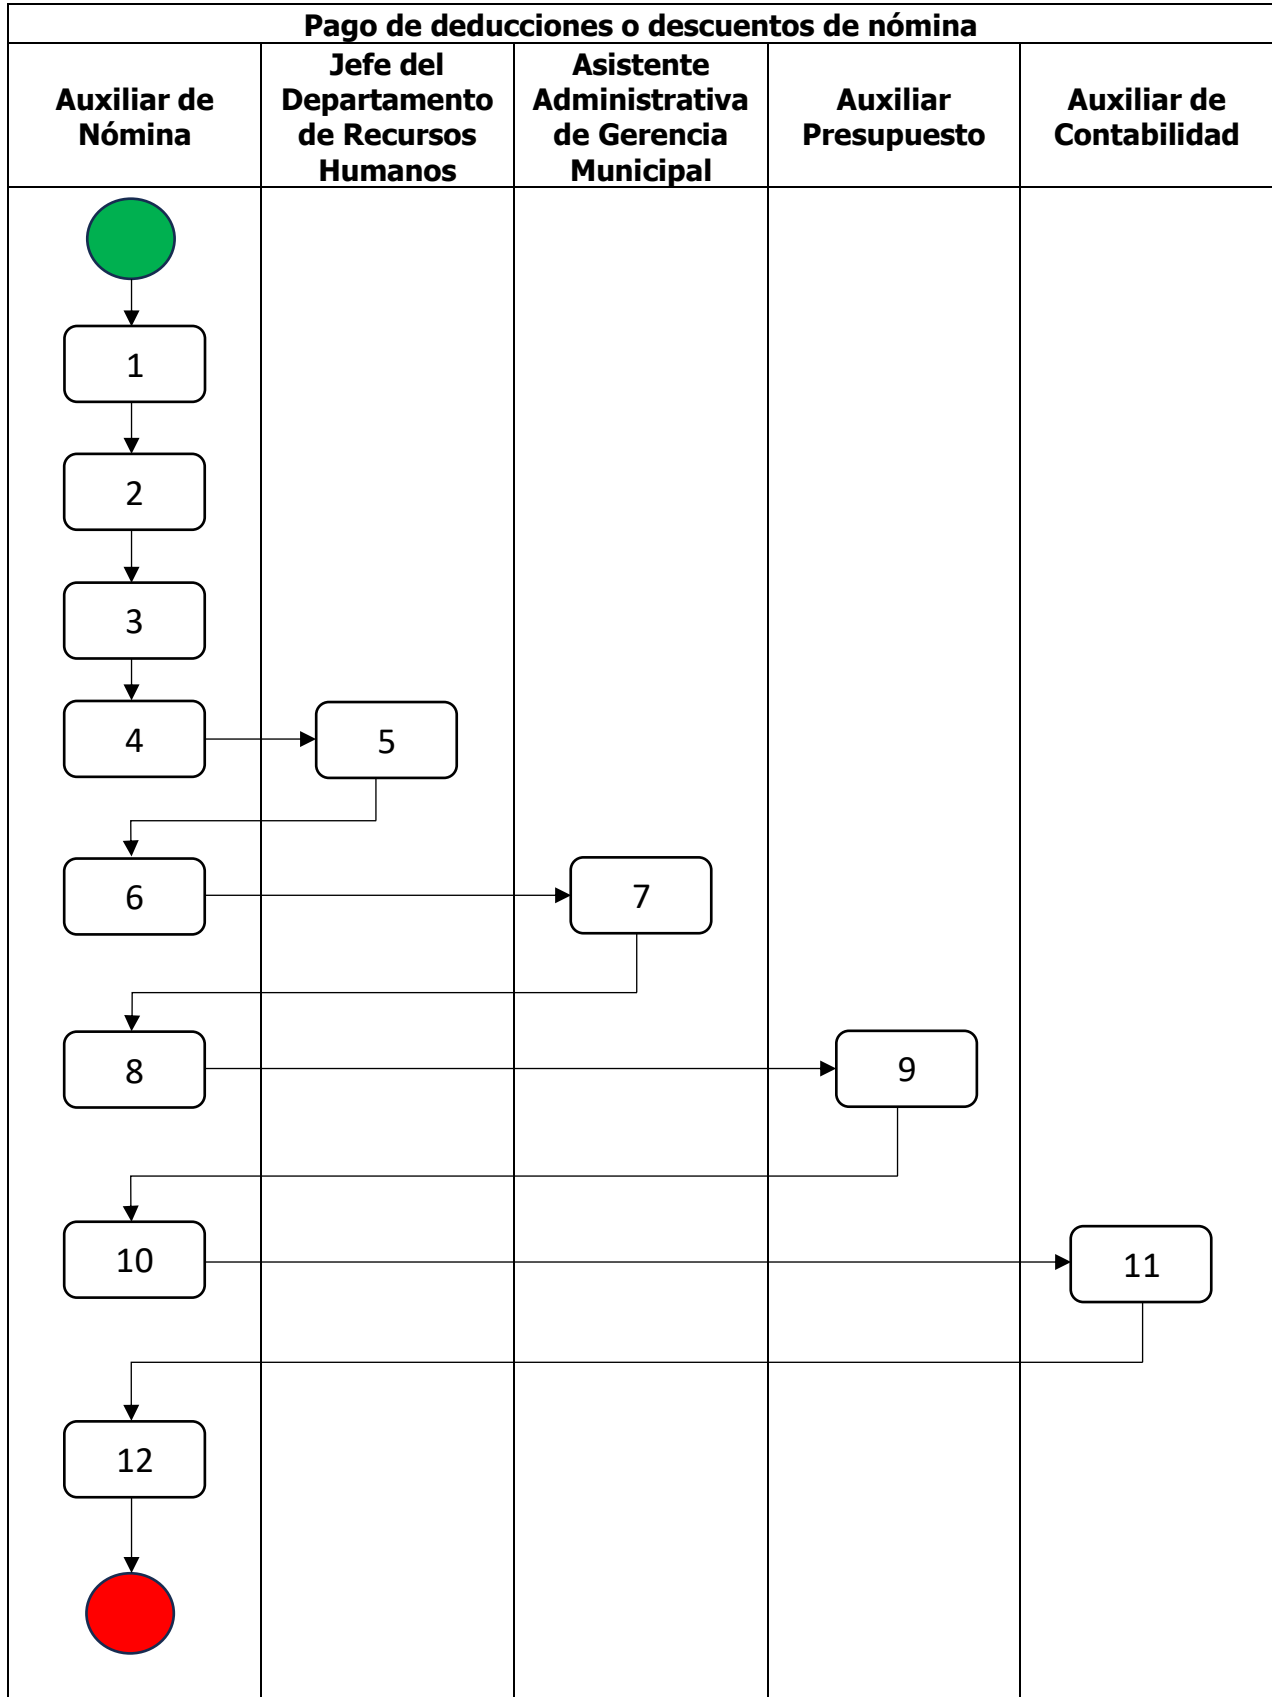 Pago de deducciones o descuentos de nómina
Auxiliar de
Nómina
Jefe del
Departamento
de Recursos
Humanos
Asistente
Administrativa
de Gerencia
Municipal
Auxiliar
Presupuesto
Auxiliar de
Contabilidad
1
2
3
4
5
6
7
8
9
10
11
12